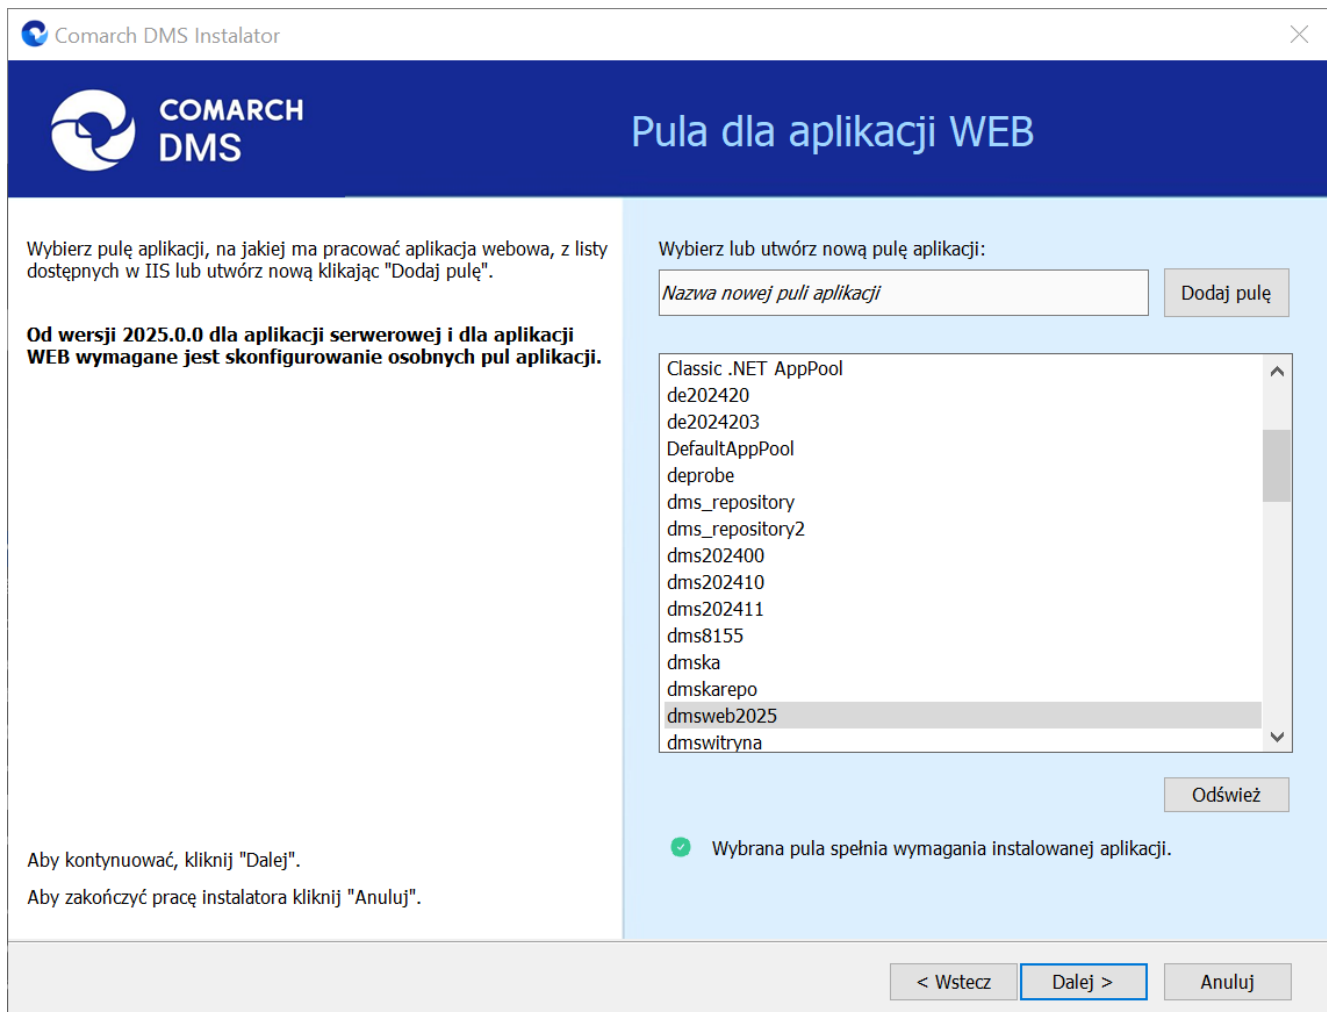 Comarch DMS Instalator
COMARCH
DMS
Pula dla aplikacji WEB
Wybierz pulę aplikacji, na jakiej ma pracować aplikacja webowa, z listy
dostępnych w IIS lub utwórz nową klikając "Dodaj pulę".
Od wersji 2025.0.0 dla aplikacji serwerowej i dla aplikacji
WEB wymagane jest skonfigurowanie osobnych pul aplikacji.
Aby kontynuować, kliknij "Dalej".
Aby zakończyć pracę instalatora kliknij "Anuluj".
Wybierz lub utwórz nową pulę aplikacji:
Nazwa nowej puli aplikacji
Dodaj pulę
Classic .NET AppPool
de202420
de2024203
DefaultAppPool
deprobe
dms_repository
dms_repository2
dms202400
dms202410
dms202411
dms8155
dmska
dmskarepo
dmsweb2025
dmswitryna
Odśwież
Wybrana pula spełnia wymagania instalowanej aplikacji.
< Wstecz
Dalej >
Anuluj